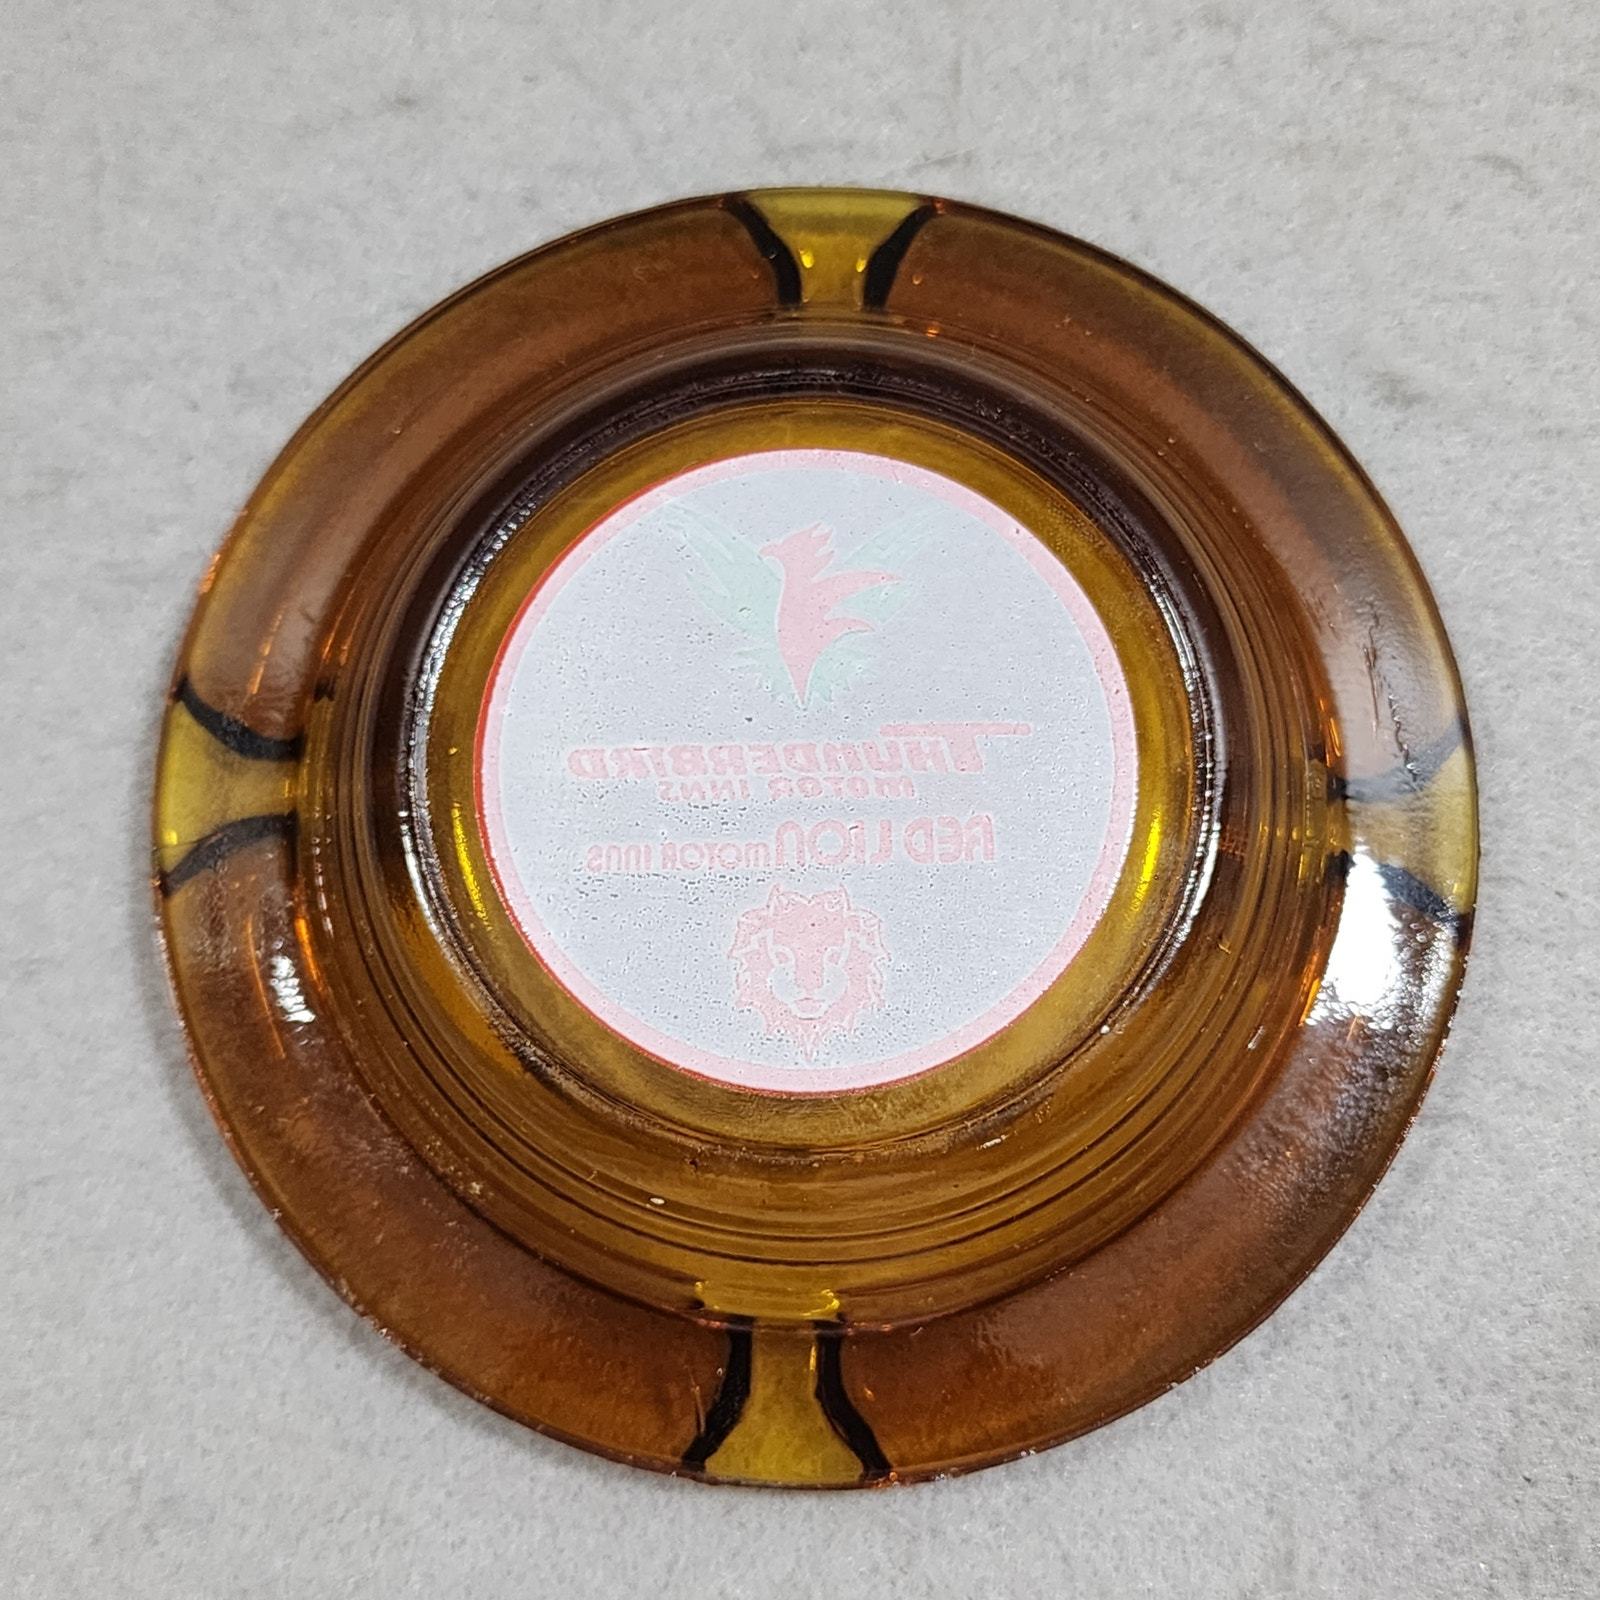 THUNDERBIRD
MOTOR INNS
RED LION MOTOR INNS